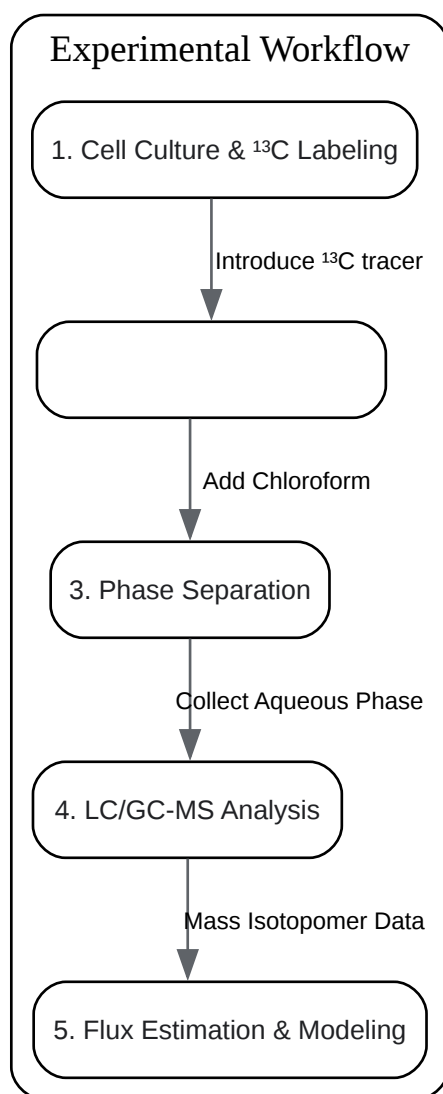 Experimental Workflow
1. Cell Culture & ¹³C Labeling
Introduce ¹³C tracer
Add Chloroform
3. Phase Separation
Collect Aqueous Phase
4. LC/GC-MS Analysis
Mass Isotopomer Data
5. Flux Estimation & Modeling